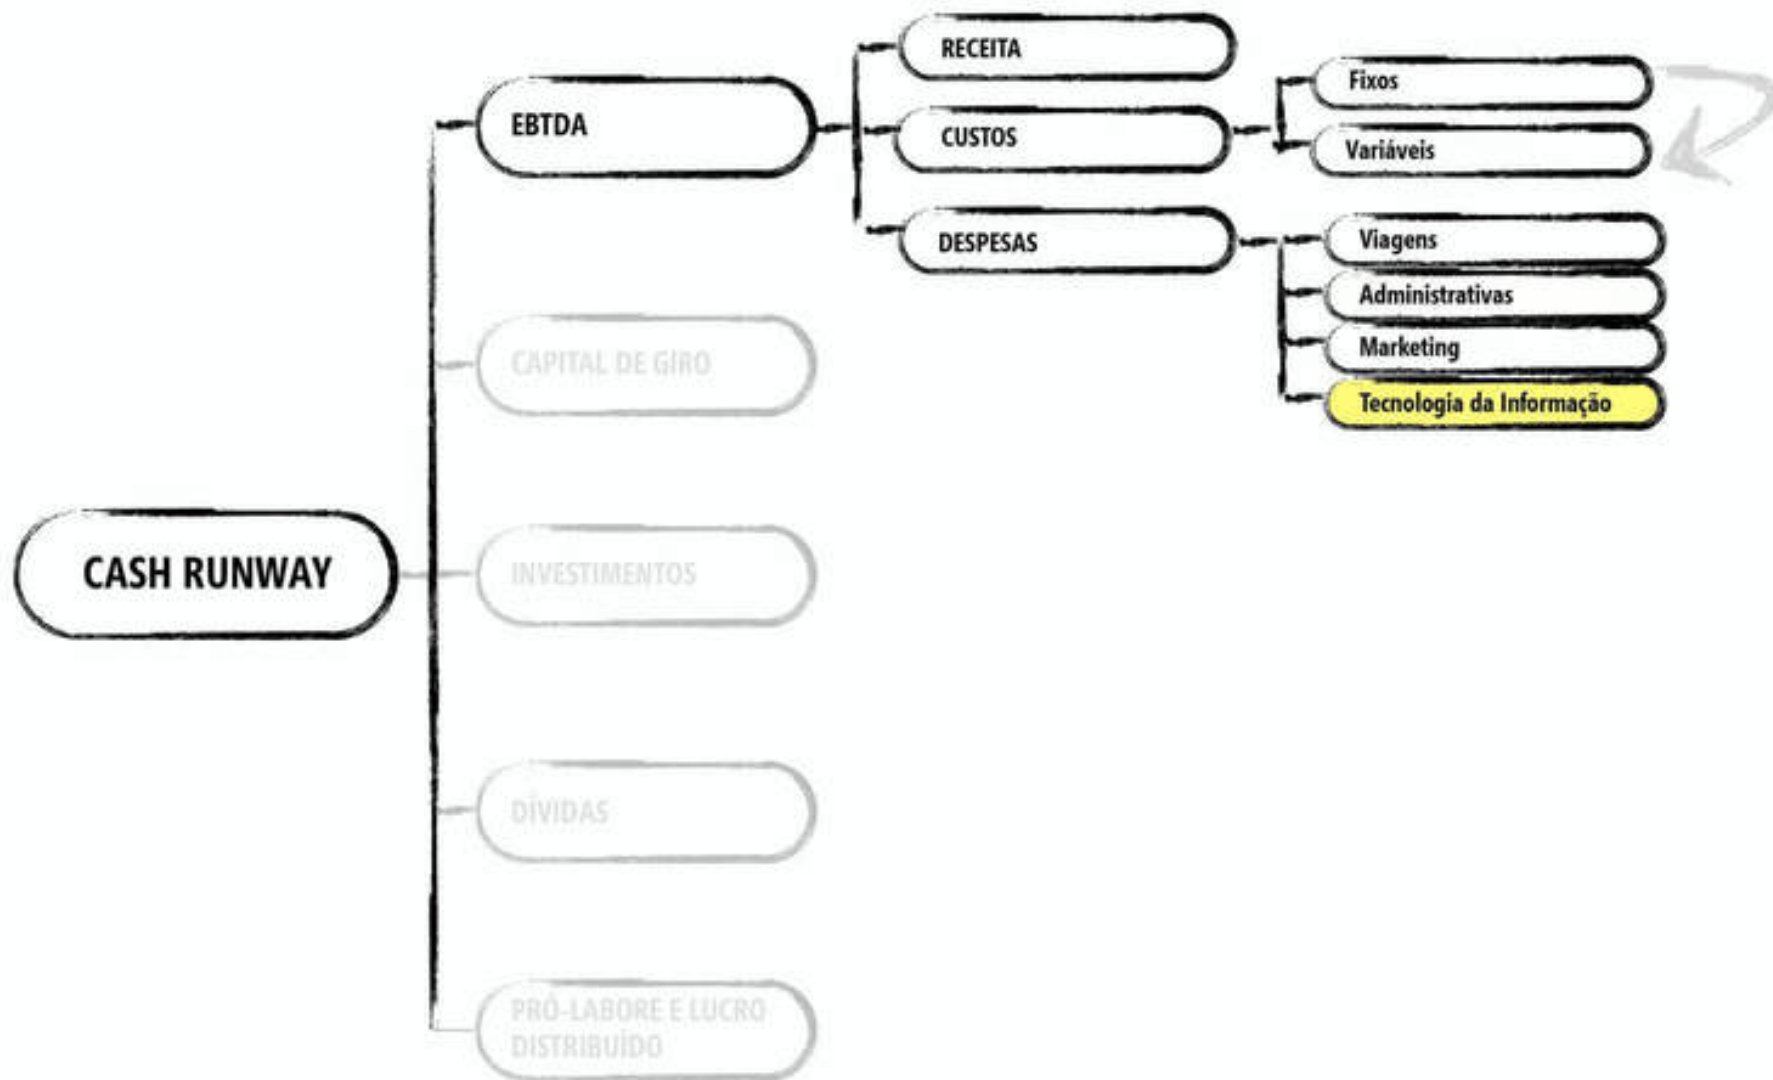 RECEITA
Fixos
EBTDA
CUSTOS
Variáveis
DESPESAS
Viagens
Administrativas
Marketing
Tecnologia da Informação
CAPITAL DE GIRO
CASH RUNWAY
INVESTIMENTOS
DÍVIDAS
PRÓ-LABORE E LUCRO
DISTRIBUÍDO